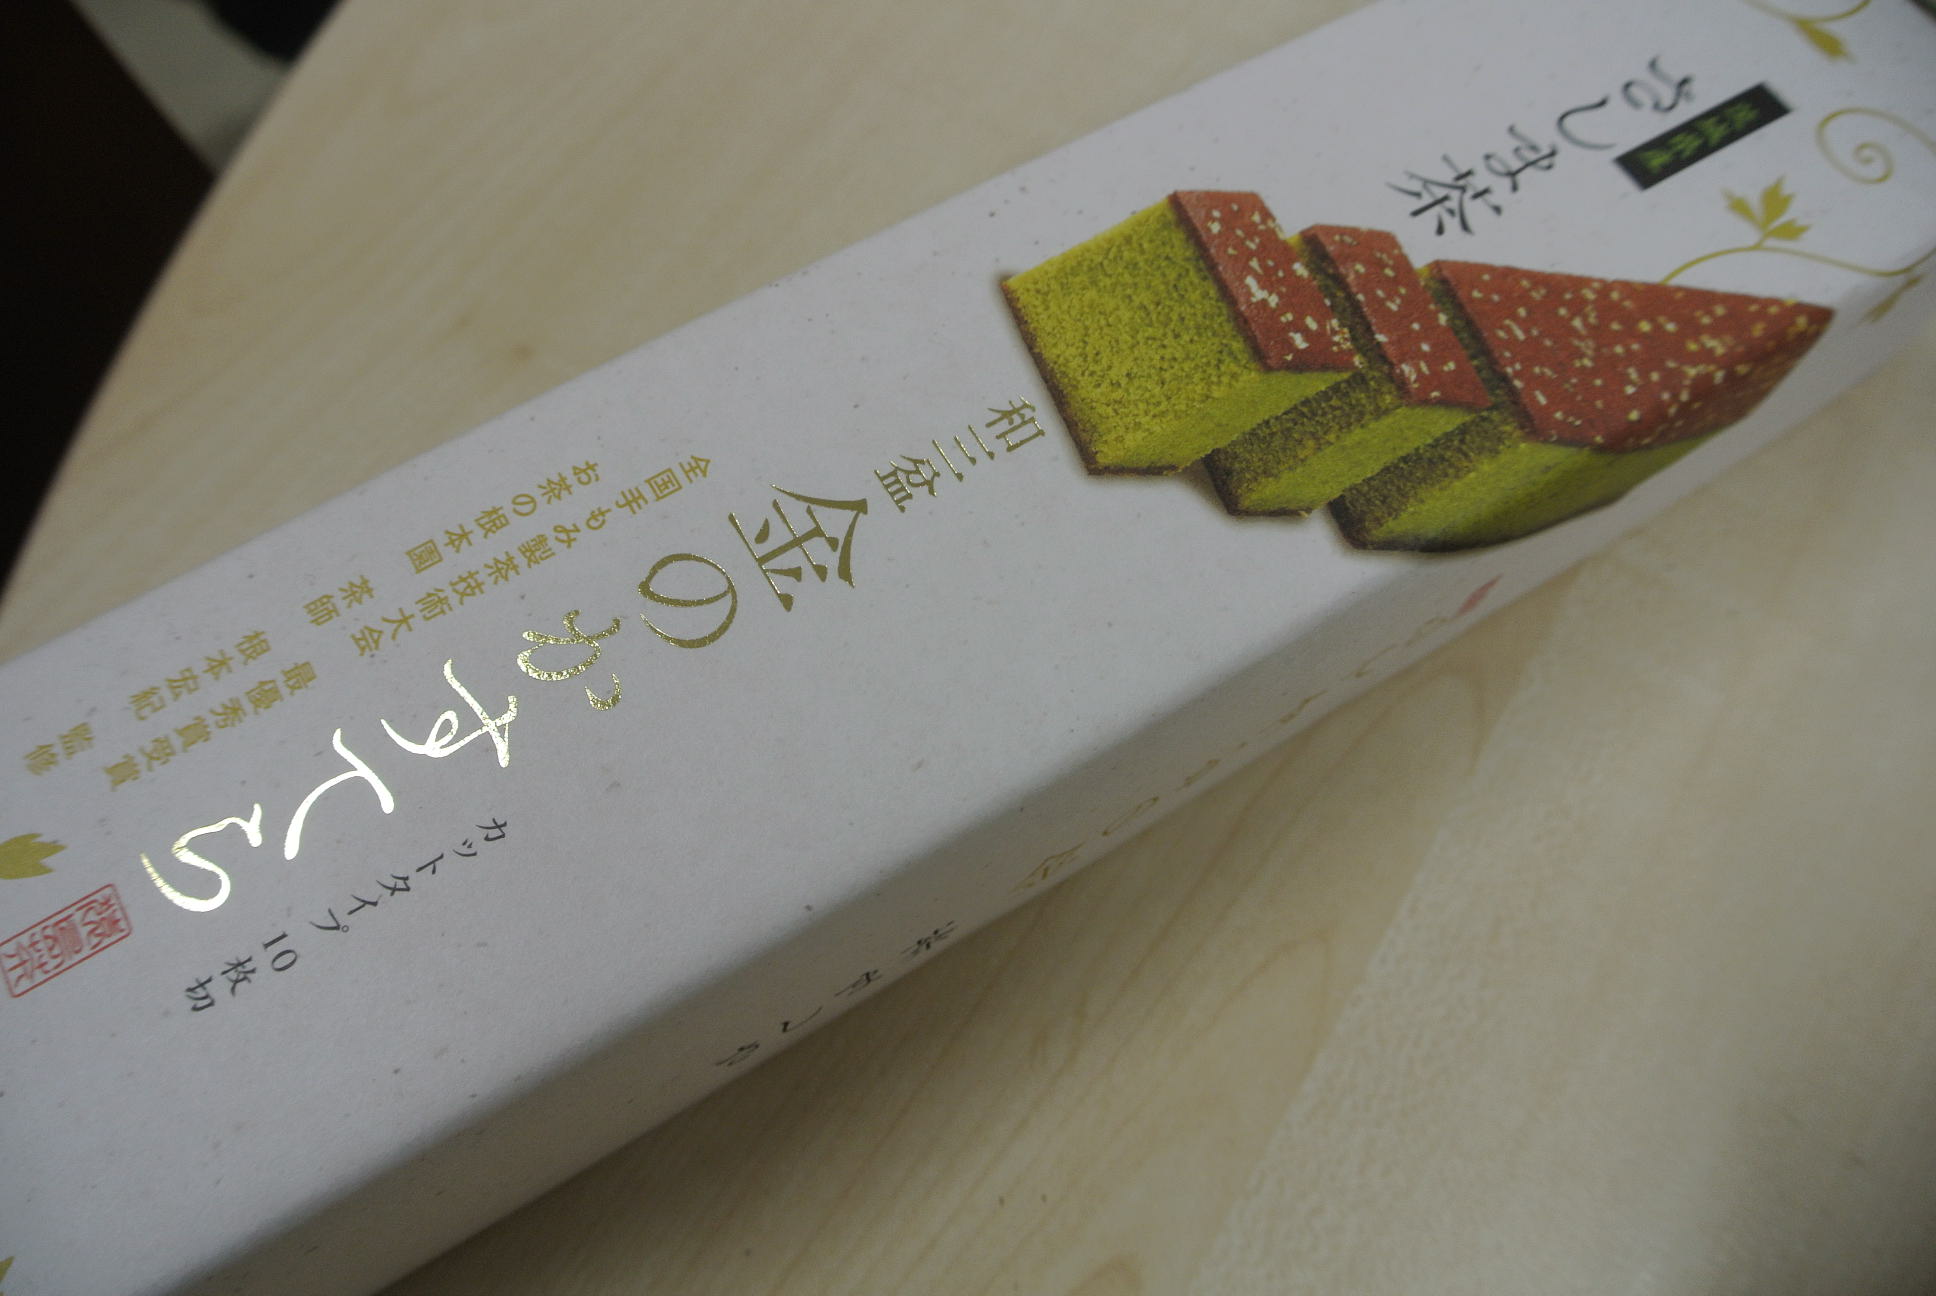 さしま茶
和三盆
金のかすてら
カットタイプ10枚切
全国手もみ製茶技術大会 最優秀賞受賞
お茶の根本園 茶師 根本宏紀 監修